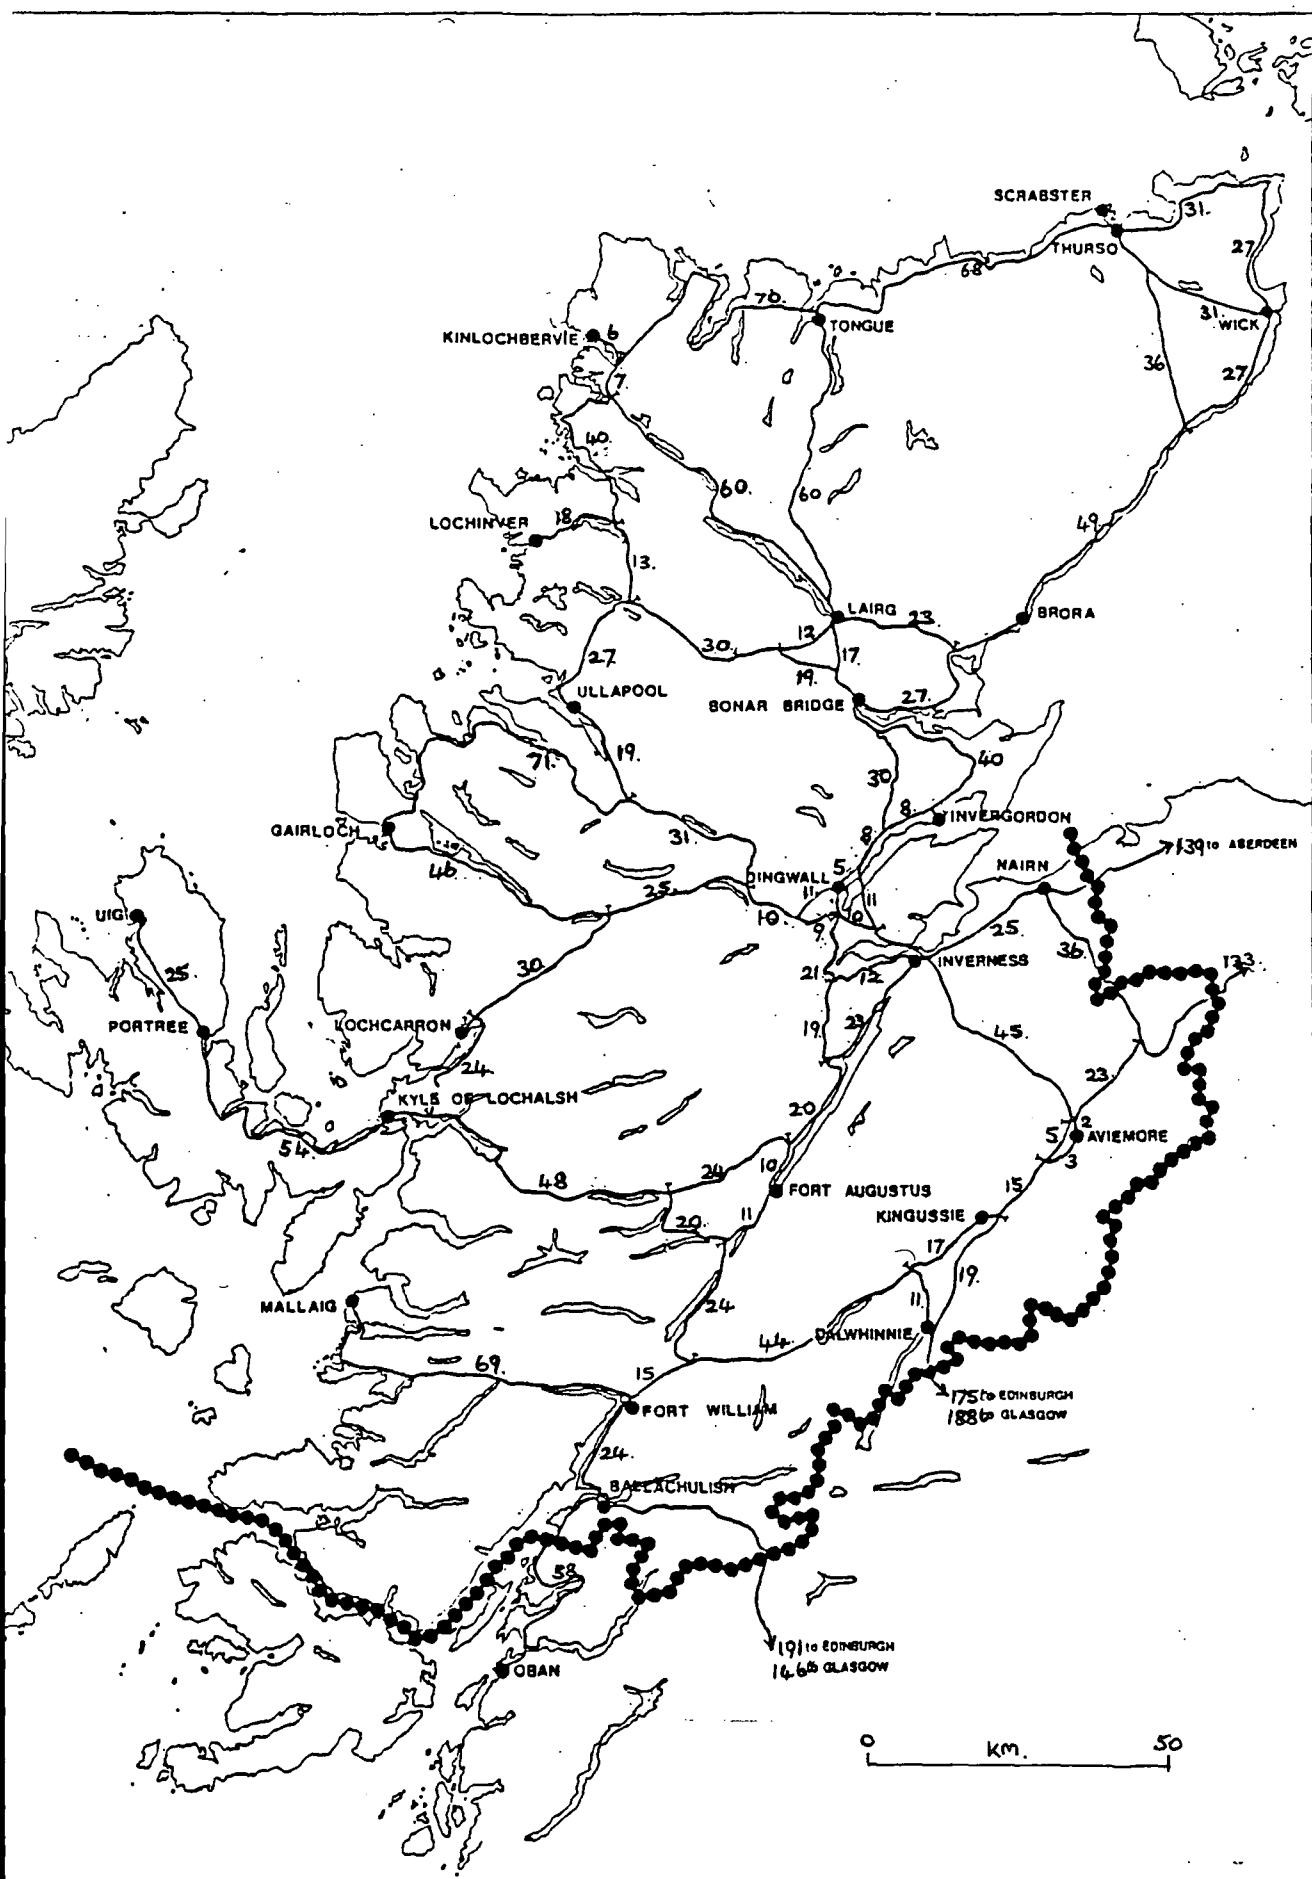 SCRABSTER
31.
THURSO
27
68
70.
TONGUE
31.
WICK
KINLOCHBERVIE
6
7
36
27
40.
60.
60
49
LOCHINVER
18.
13.
LAIRG
23
BRORA
12
30.
17.
27
19.
ULLAPOOL
BONAR BRIDGE
27.
19.
71.
40
30
8.
INVERGORDON
GAIRLOCH
31.
8
139 to ABERDEEN
NAIRN
46
DINGWALL
5
25.
11.
11
10.
10
9
UIG
25.
36
30.
INVERNESS
133
25.
21
12
PORTREE
LOCHCARRON
19.
23
45
24.
23.
KYLE OF LOCHALSH
20
2
5
AVIEMORE
54.
3
24
10
48
15
FORT AUGUSTUS
20.
11
KINGUSSIE
17
19.
MALLAIG
24
11
44.
DALWHINNIE
69.
15
175 to EDINBURGH
FORT WILLIAM
188 to GLASGOW
24.
BALLACHULISH
58
191 to EDINBURGH
OBAN
146 to GLASGOW
0 50
km.